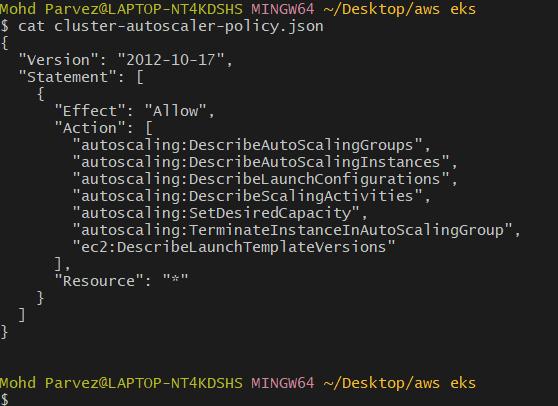 Mohd Parvez@LAPTOP-NT4KDSHS MINGW64 ~/Desktop/aws eks
$ cat cluster-autoscaler-policy.json
{
  "Version": "2012-10-17",
  "Statement": [
    {
      "Effect": "Allow",
      "Action": [
        "autoscaling:DescribeAutoScalingGroups",
        "autoscaling:DescribeAutoScalingInstances",
        "autoscaling:DescribeLaunchConfigurations",
        "autoscaling:DescribeScalingActivities",
        "autoscaling:SetDesiredCapacity",
        "autoscaling:TerminateInstanceInAutoScalingGroup",
        "ec2:DescribeLaunchTemplateVersions"
      ],
      "Resource": "*"
    }
  ]
}
Mohd Parvez@LAPTOP-NT4KDSHS MINGW64 ~/Desktop/aws eks
$